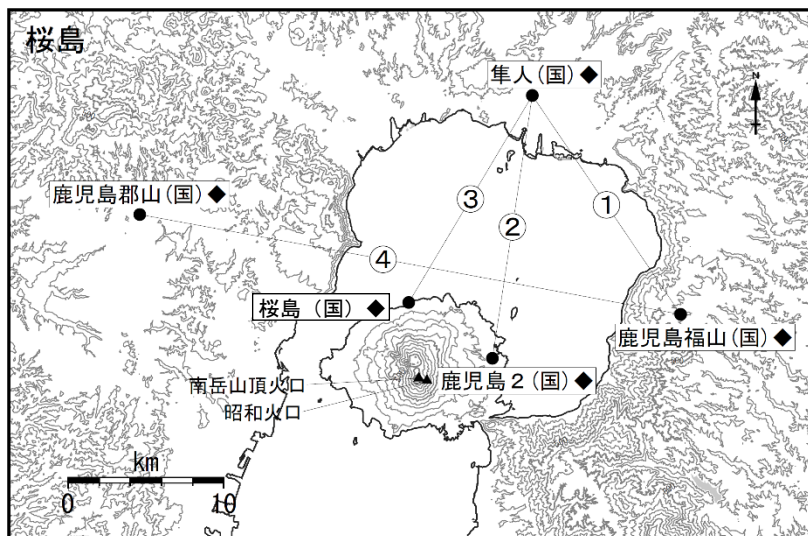 桜島
隼人(国)◆
N
鹿児島郡山(国)◆
③
②
①
④
桜島 (国)◆
鹿児島福山(国)◆
南岳山頂火口
鹿児島2(国)◆
昭和火口
km
0
10